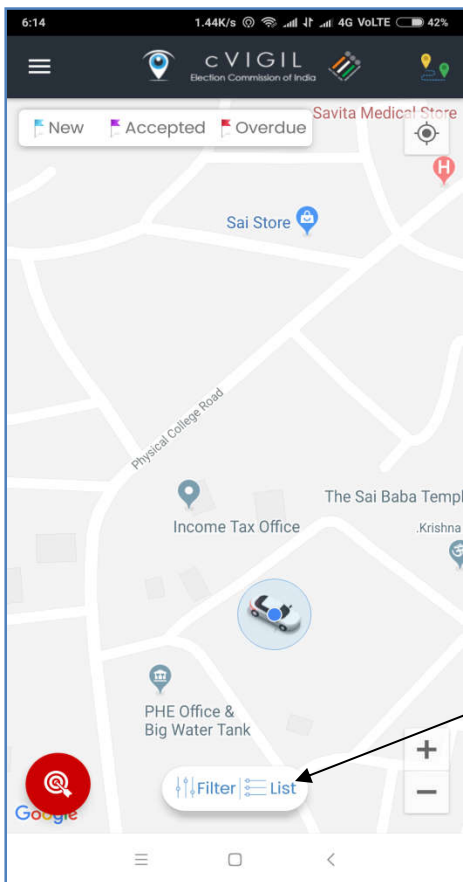 6:14 1.44K/s 4G VoLTE 42%
cVIGIL
Election Commission of India
New Accepted Overdue
Savita Medical Store
H
Sai Store
Physical College Road
The Sai Baba Templ
Income Tax Office
.Krishna
ॐ
PHE Office &
Big Water Tank
+
Filter List
−
Google